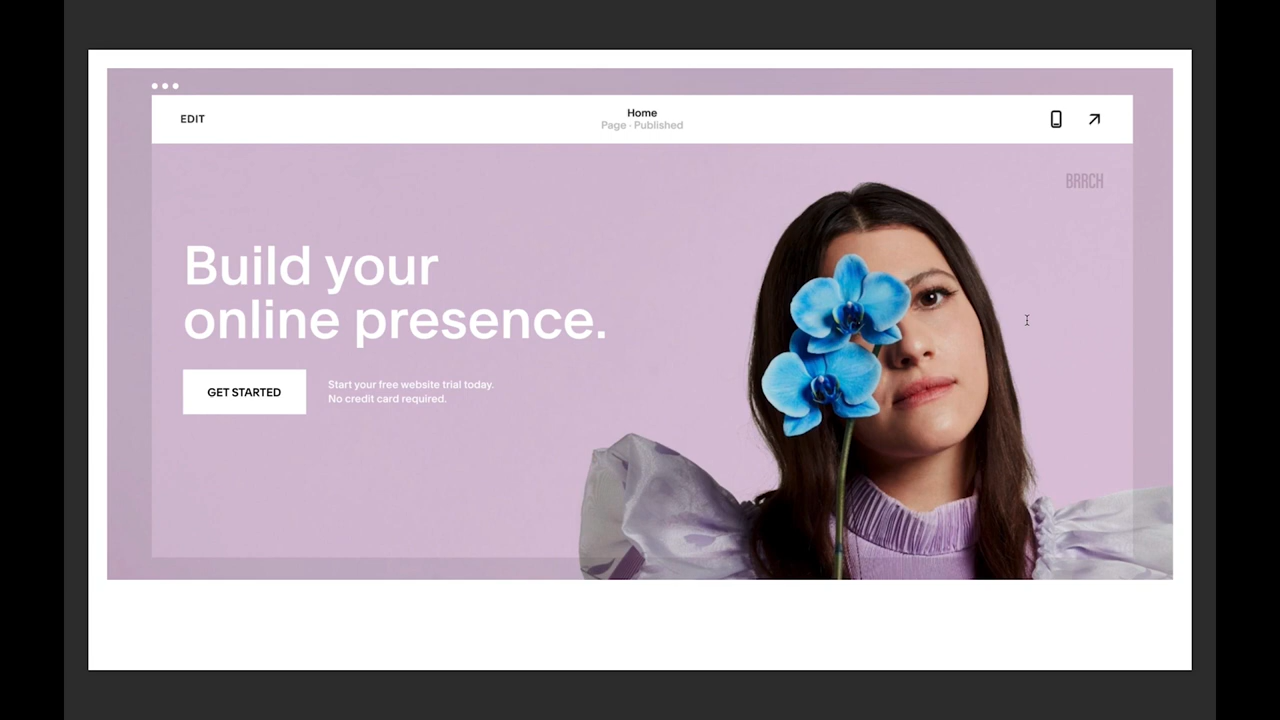 EDIT
Home
Page · Published
BRRCH
Build your
online presence.
GET STARTED
Start your free website trial today.
No credit card required.